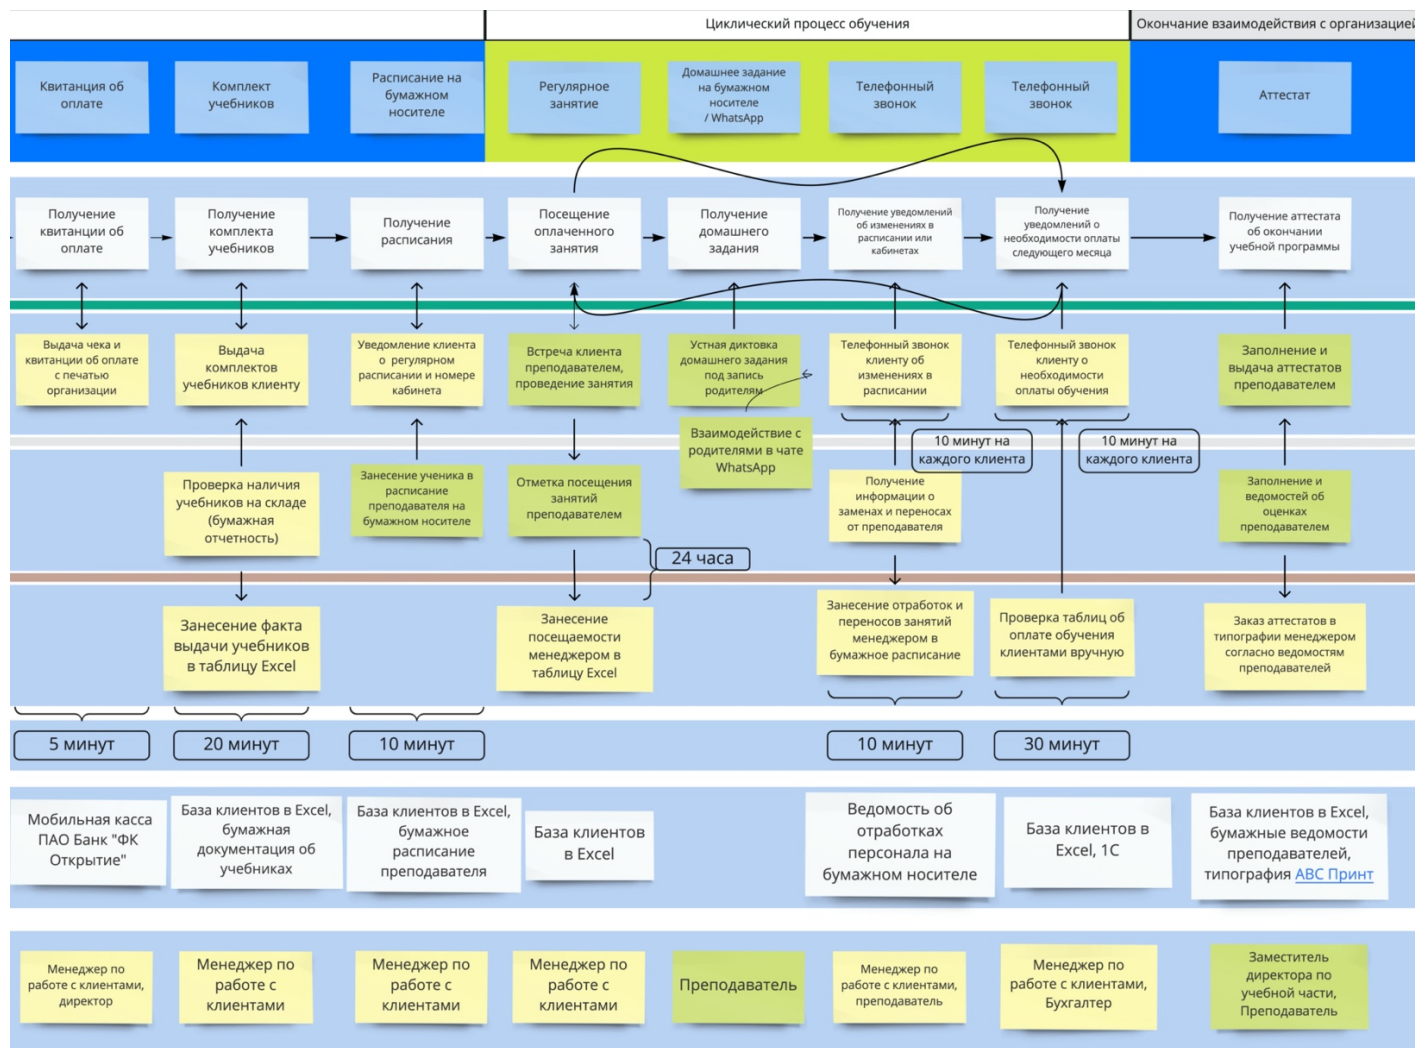 Циклический процесс обучения
Окончание взаимодействия с организацией
Квитанция об
оплате
Комплект
учебников
Расписание на
бумажном
носителе
Регулярное
занятие
Домашнее задание
на бумажном
носителе
/ WhatsApp
Телефонный
звонок
Телефонный
звонок
Аттестат
Получение
квитанции об
оплате
Получение
комплекта
учебников
Получение
расписания
Посещение
оплаченного
занятия
Получение
домашнего
задания
Получение уведомлений
об изменениях в
расписании или
кабинетах
Получение
уведомлений о
необходимости оплаты
следующего месяца
Получение аттестата
об окончании
учебной программы
Выдача чека и
квитанции об оплате
с печатью
организации
Выдача
комплектов
учебников клиенту
Уведомление клиента
о регулярном
расписании и номере
кабинета
Встреча клиента
преподавателем,
проведение занятия
Устная диктовка
домашнего задания
под запись
родителям
Телефонный звонок
клиенту об
изменениях в
расписании
Телефонный звонок
клиенту о
необходимости
оплаты обучения
Заполнение и
выдача аттестатов
преподавателем
Взаимодействие с
родителями в чате
WhatsApp
10 минут на
каждого клиента
10 минут на
каждого клиента
Проверка наличия
учебников на складе
(бумажная
отчетность)
Занесение ученика в
расписание
преподавателя на
бумажном носителе
Отметка посещения
занятий
преподавателем
Получение
информации о
заменах и переносах
от преподавателя
Заполнение и
ведомостей об
оценках
преподавателем
24 часа
Занесение факта
выдачи учебников
в таблицу Excel
Занесение
посещаемости
менеджером в
таблицу Excel
Занесение отработок и
переносов занятий
менеджером в
бумажное расписание
Проверка таблиц об
оплате обучения
клиентами вручную
Заказ аттестатов в
типографии менеджером
согласно ведомостям
преподавателей
5 минут
20 минут
10 минут
10 минут
30 минут
Мобильная касса
ПАО Банк "ФК
Открытие"
База клиентов в Excel,
бумажная
документация об
учебниках
База клиентов в Excel,
бумажное
расписание
преподавателя
База клиентов
в Excel
Ведомость об
отработках
персонала на
бумажном носителе
База клиентов в
Excel, 1С
База клиентов в Excel,
бумажные ведомости
преподавателей,
типография АВС Принт
Менеджер по
работе с клиентами,
директор
Менеджер по
работе с
клиентами
Менеджер по
работе с
клиентами
Менеджер по
работе с
клиентами
Преподаватель
Менеджер по
работе с клиентами,
преподаватель
Менеджер по
работе с клиентами,
Бухгалтер
Заместитель
директора по
учебной части,
Преподаватель